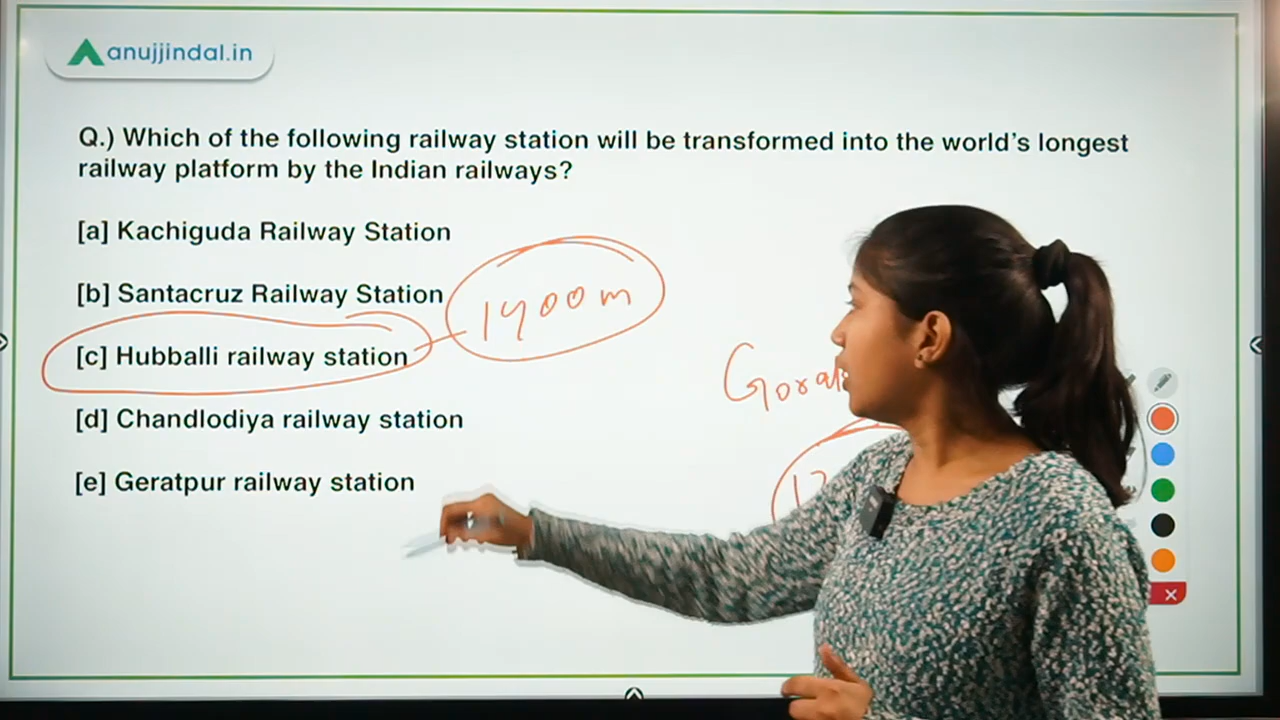 anujjindal.in
Q.) Which of the following railway station will be transformed into the world's longest
railway platform by the Indian railways?
[a] Kachiguda Railway Station
[b] Santacruz Railway Station
1400m
[c] Hubballi railway station
[d] Chandlodiya railway station
[e] Geratpur railway station